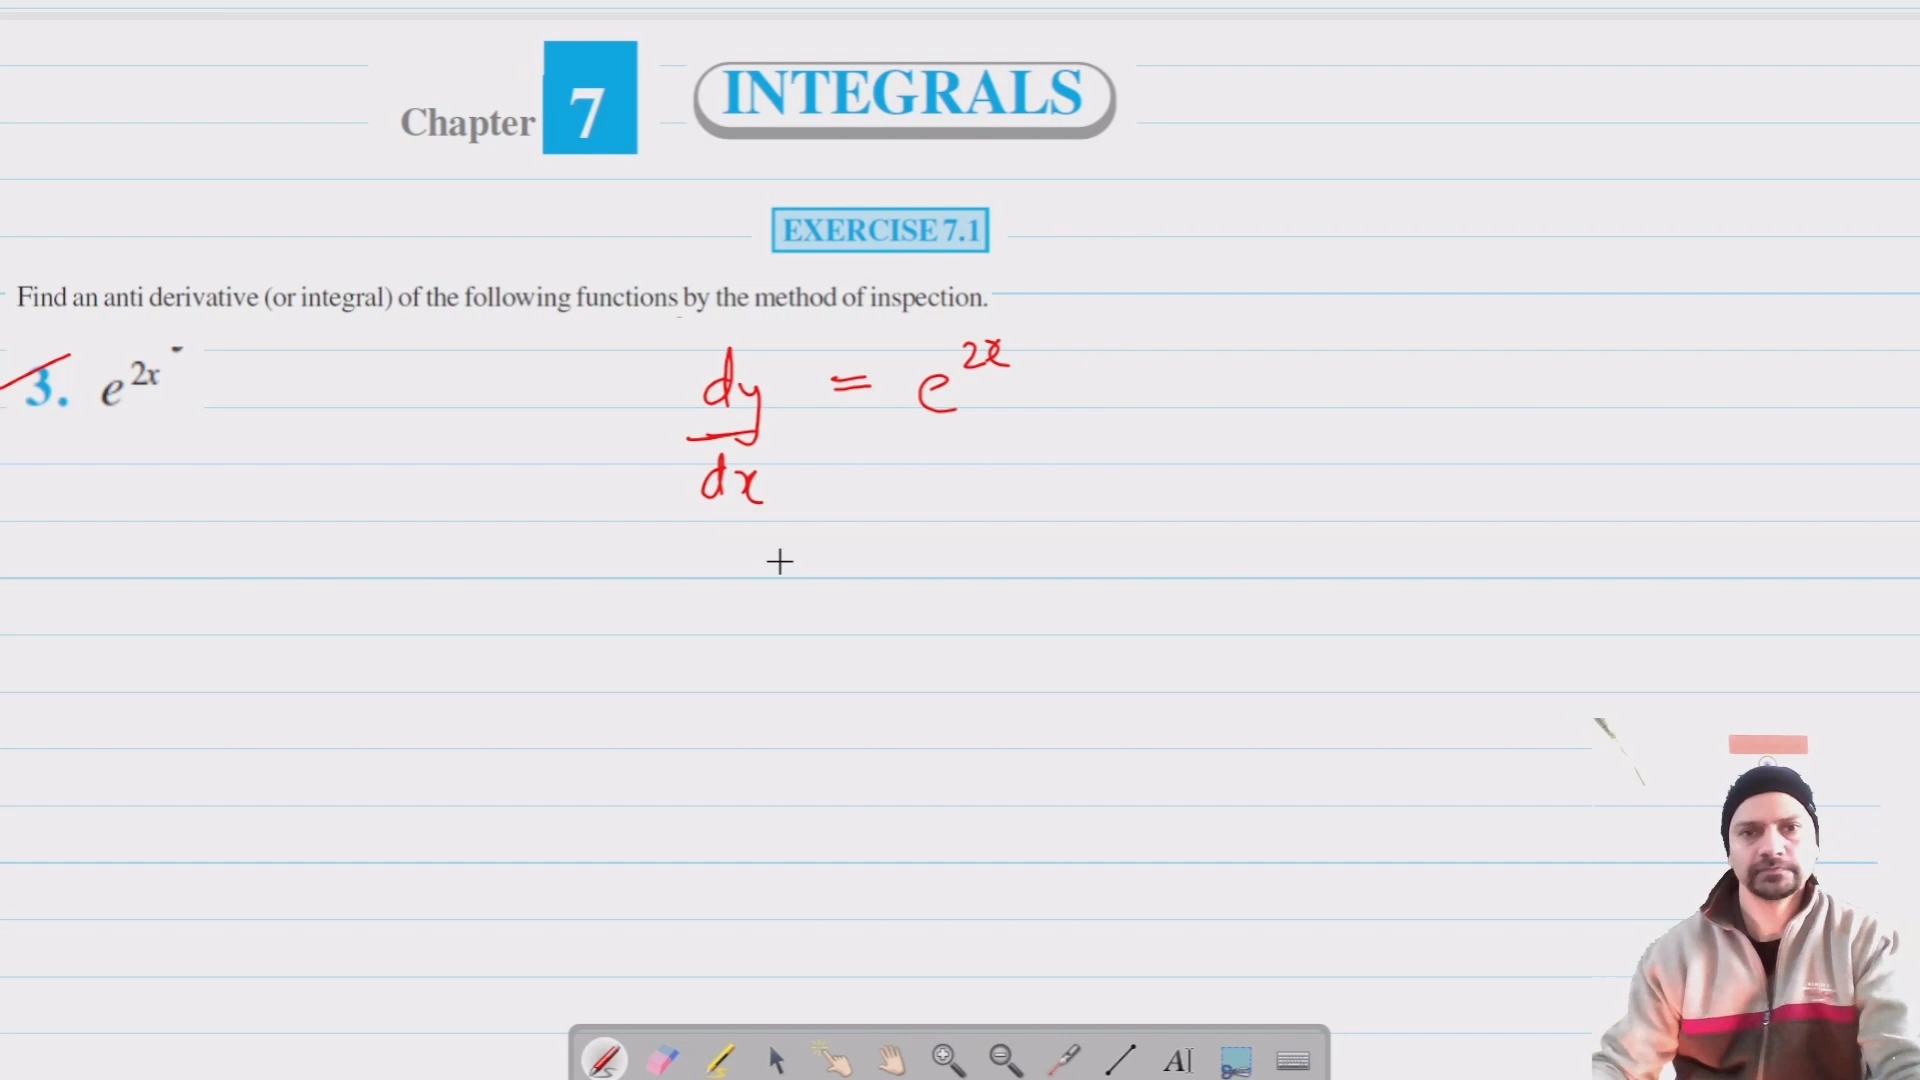 Chapter 7 INTEGRALS
EXERCISE 7.1
Find an anti derivative (or integral) of the following functions by the method of inspection.
3. e^{2x}
dy/dx = e^{2x}
AI